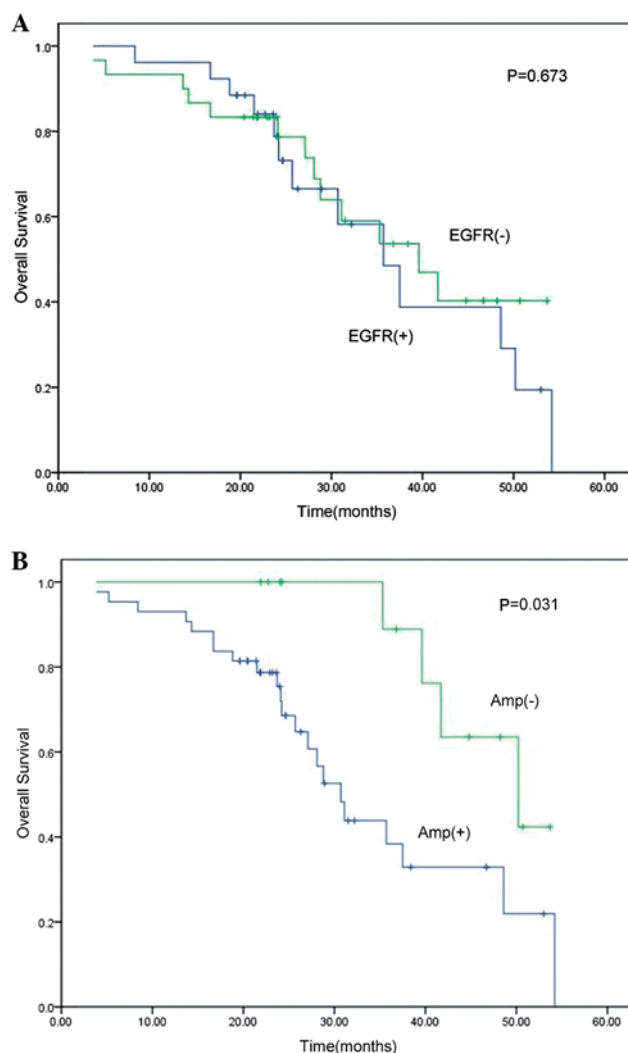 A
P=0.673
1.0
0.8
0.6
0.4
0.2
0.0
Overall Survival
EGFR(-)
EGFR(+)
0.00 10.00 20.00 30.00 40.00 50.00 60.00
Time(months)
B
P=0.031
1.0
0.8
0.6
0.4
0.2
0.0
Overall Survival
Amp(-)
Amp(+)
0.00 10.00 20.00 30.00 40.00 50.00 60.00
Time(months)